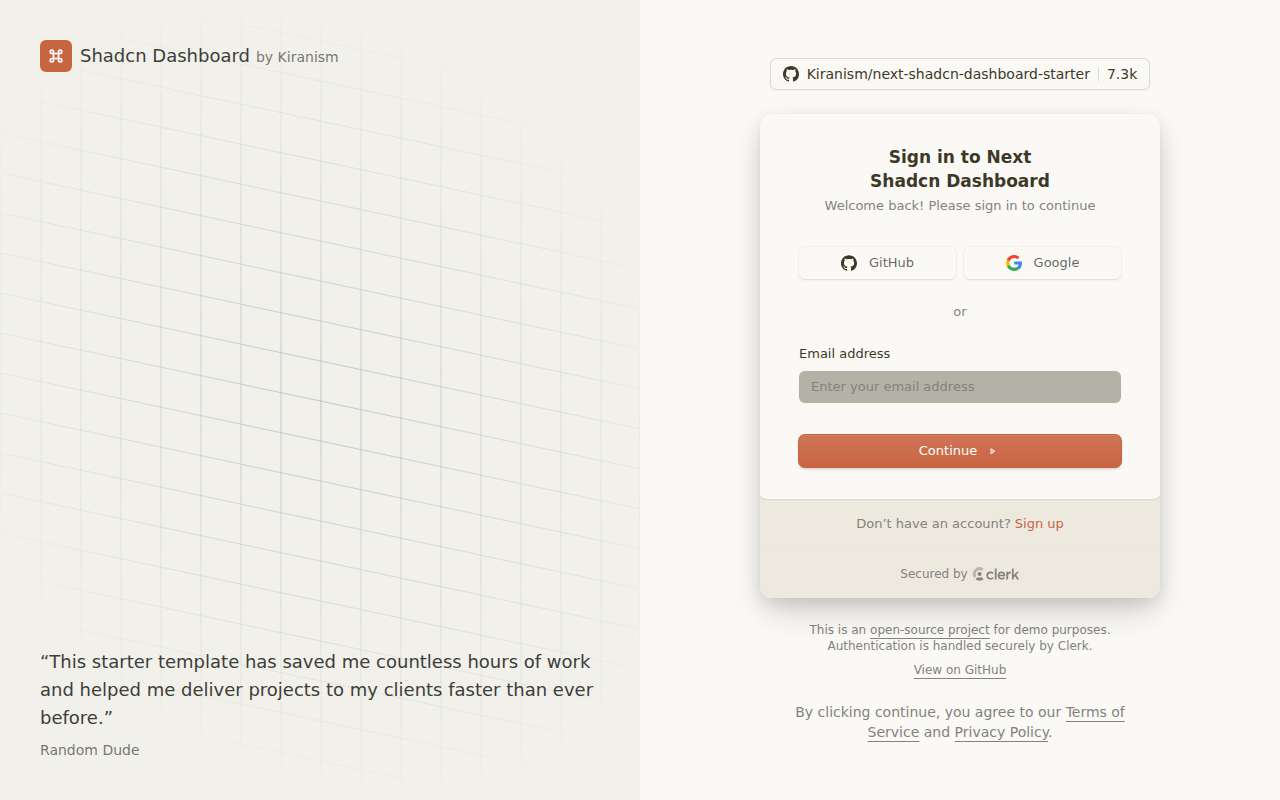 Shadcn Dashboard by Kiranism
“This starter template has saved me countless hours of work
and helped me deliver projects to my clients faster than ever
before.”
Random Dude
Kiranism/next-shadcn-dashboard-starter 7.3k
Sign in to Next
Shadcn Dashboard
Welcome back! Please sign in to continue
GitHub Google
or
Email address
Enter your email address
Continue
Don’t have an account? Sign up
Secured by clerk
This is an open-source project for demo purposes.
Authentication is handled securely by Clerk.
View on GitHub
By clicking continue, you agree to our Terms of
Service and Privacy Policy.